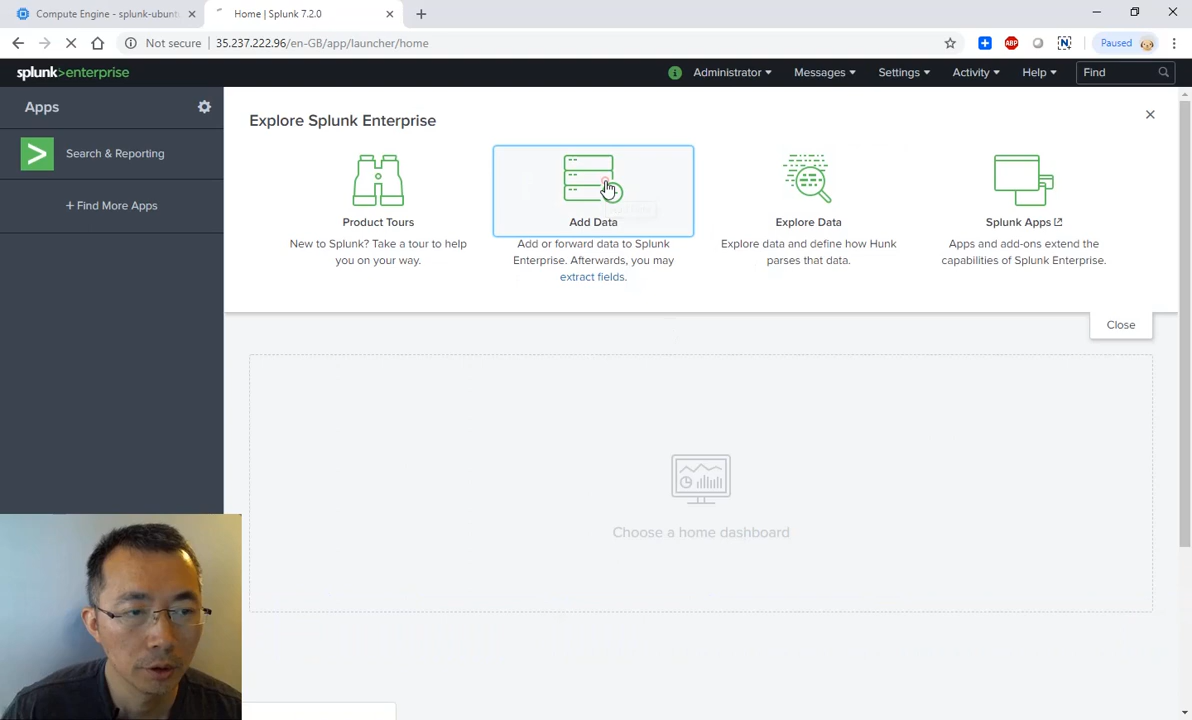 Compute Engine - splunk-ubunt
Home | Splunk 7.2.0
Not secure
35.237.222.96/en-GB/app/launcher/home
ABP
N
Paused
splunk>enterprise
i
Administrator
Messages
Settings
Activity
Help
Find
Apps
Search & Reporting
+ Find More Apps
Explore Splunk Enterprise
Product Tours
New to Splunk? Take a tour to help
you on your way.
Add Data
Add or forward data to Splunk
Enterprise. Afterwards, you may
extract fields.
Explore Data
Explore data and define how Hunk
parses that data.
Splunk Apps
Apps and add-ons extend the
capabilities of Splunk Enterprise.
Close
Choose a home dashboard